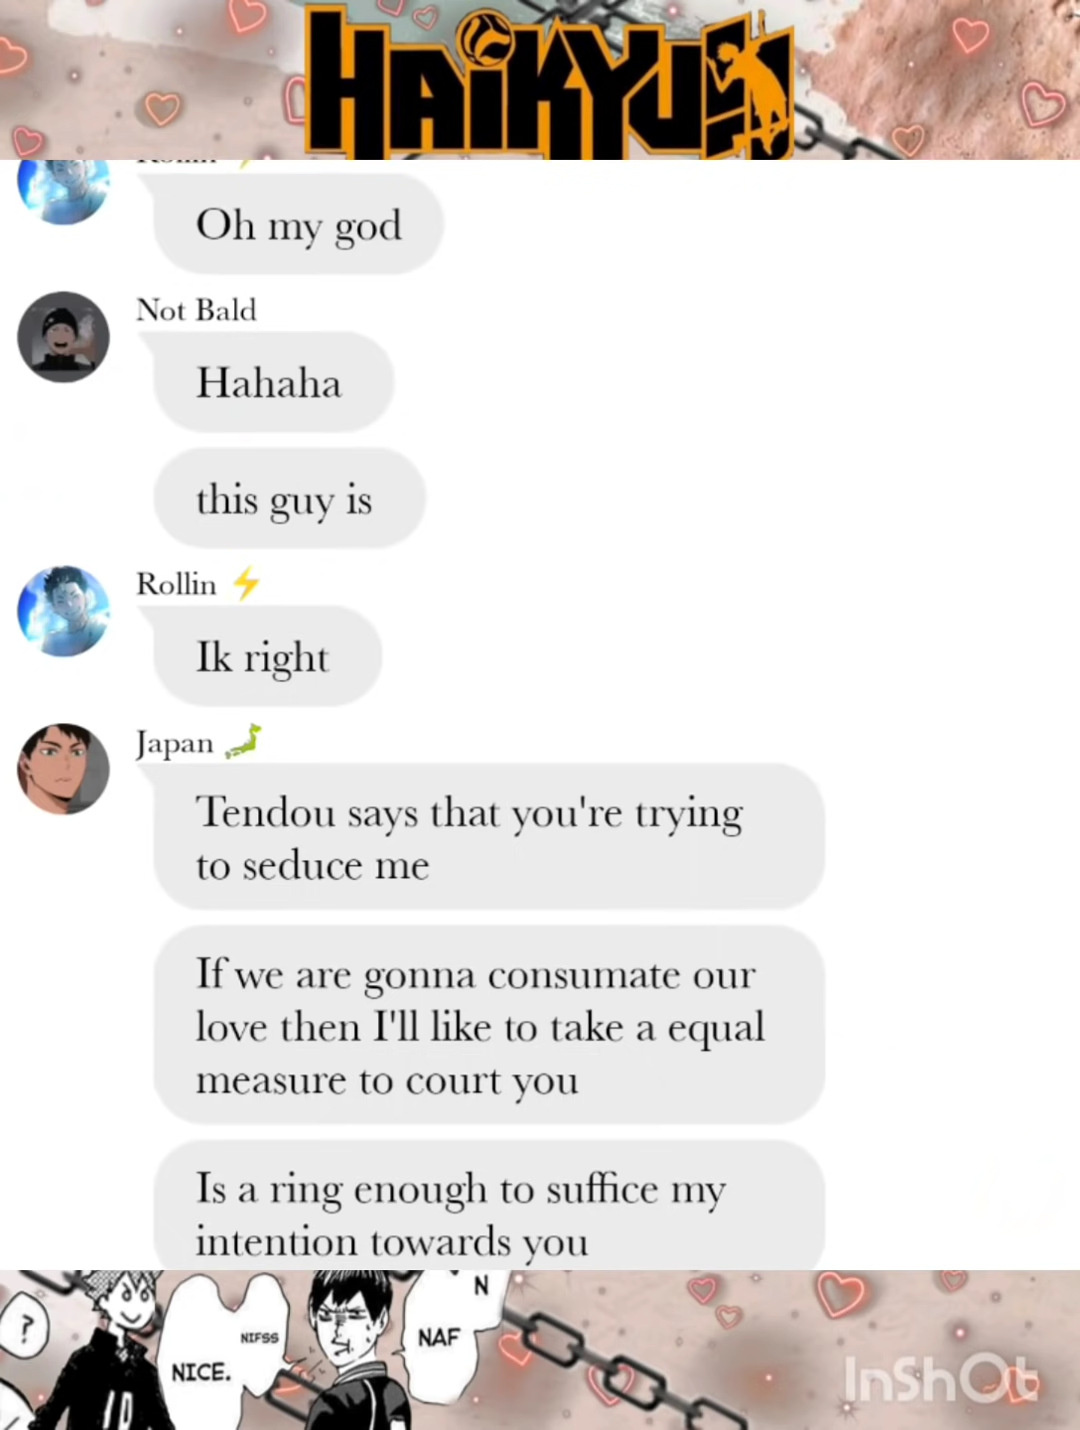 HAIKYU!!
Rollin ⚡
Oh my god
Not Bald
Hahaha
this guy is
Rollin ⚡
Ik right
Japan 🗾
Tendou says that you're trying
to seduce me
If we are gonna consumate our
love then I'll like to take a equal
measure to court you
Is a ring enough to suffice my
intention towards you
?
NIFSS
NICE.
N
NAF
10
InShOt